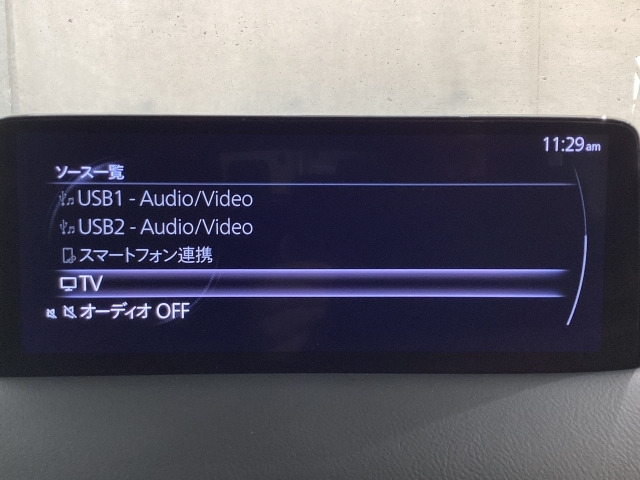 11:29am
ソース一覧
USB1 - Audio/Video
USB2 - Audio/Video
スマートフォン連携
TV
オーディオ OFF